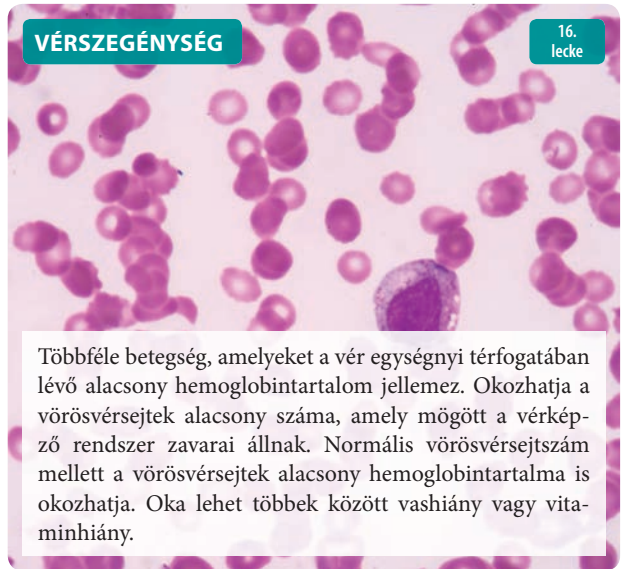 VÉRSZEGÉNYSÉG
16.
lecke
Többféle betegség, amelyeket a vér egységnyi térfogatában
lévő alacsony hemoglobintartalom jellemez. Okozhatja a
vörösvérsejtek alacsony száma, amely mögött a vérkép-
ző rendszer zavarai állnak. Normális vörösvérsejtszám
mellett a vörösvérsejtek alacsony hemoglobintartalma is
okozhatja. Oka lehet többek között vashiány vagy vita-
minhiány.